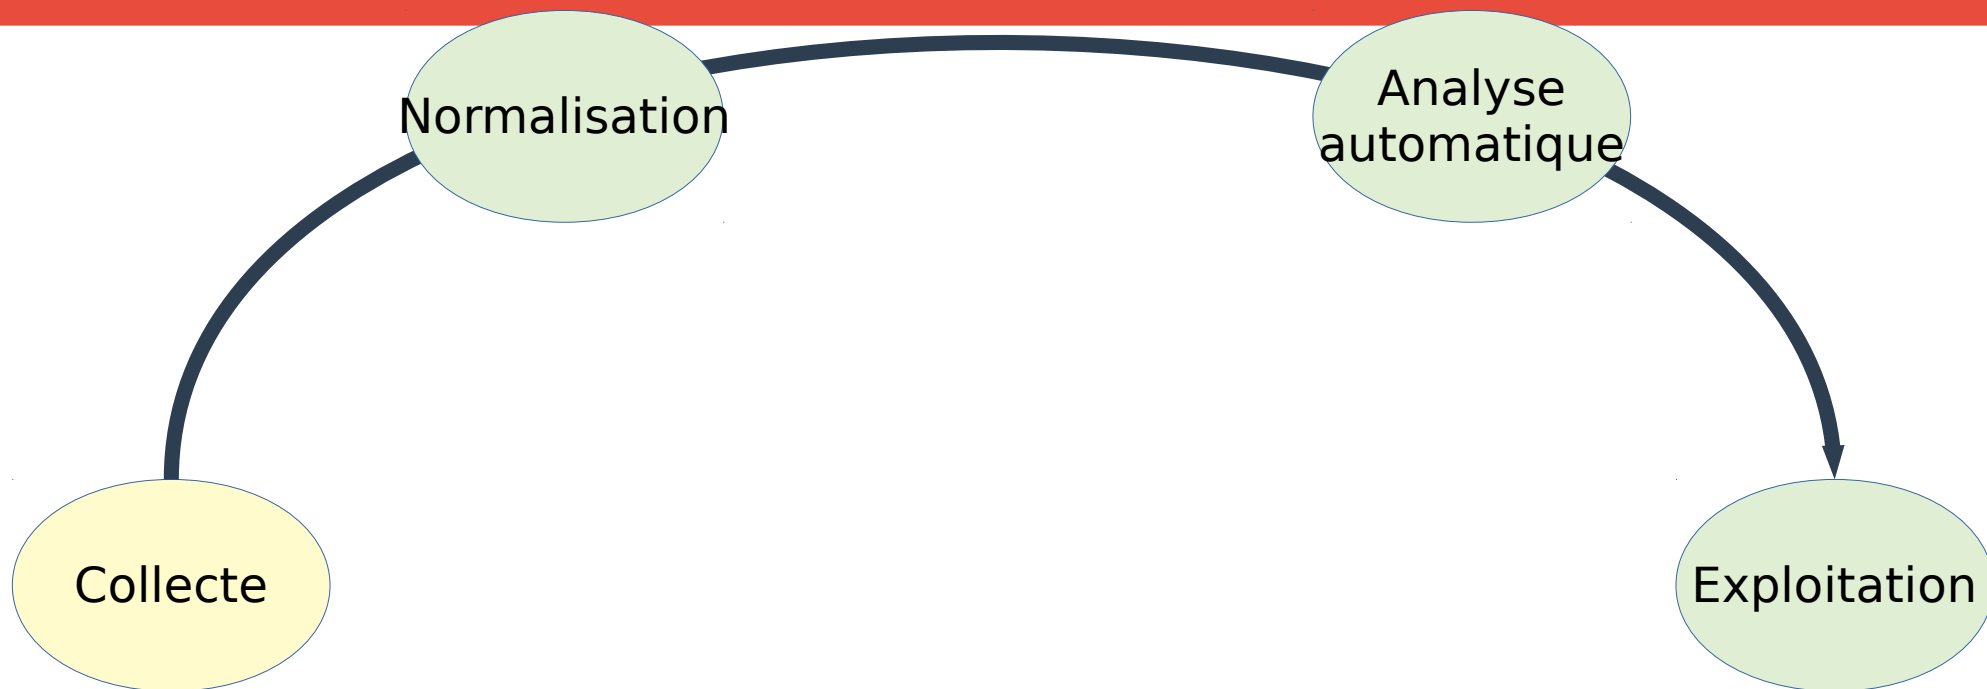 Normalisation
Analyse
automatique
Collecte
Exploitation